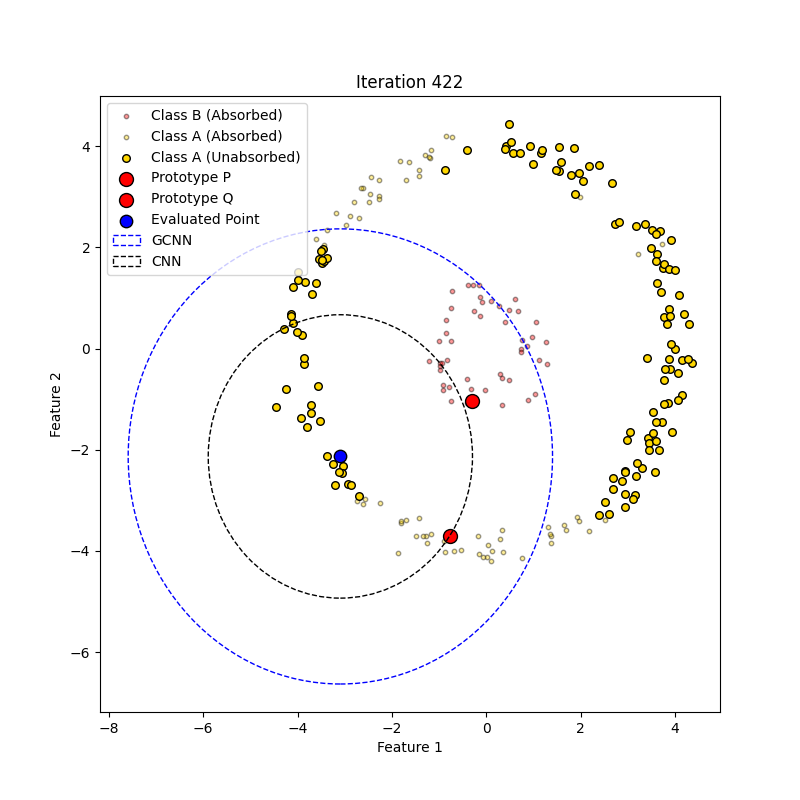 Iteration 422
Class B (Absorbed)
Class A (Absorbed)
Class A (Unabsorbed)
Prototype P
Prototype Q
Evaluated Point
GCNN
CNN
4
2
0
−2
−4
−6
Feature 2
−8 −6 −4 −2 0 2 4
Feature 1